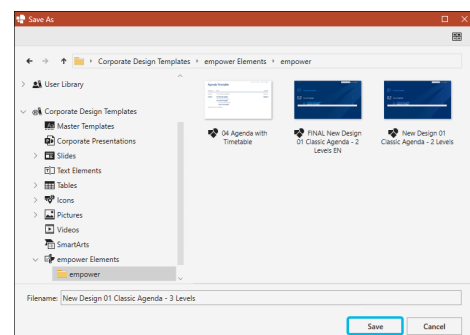 Save As
Corporate Design Templates › empower Elements › empower
User Library
Corporate Design Templates
Master Templates
Corporate Presentations
Slides
Text Elements
Tables
Icons
Pictures
Videos
SmartArts
empower Elements
empower
Agenda Template
04 Agenda with
Timetable
FINAL New Design
01 Classic Agenda - 2
Levels EN
New Design 01
Classic Agenda - 2 Levels
Filename: New Design 01 Classic Agenda - 3 Levels
Save
Cancel